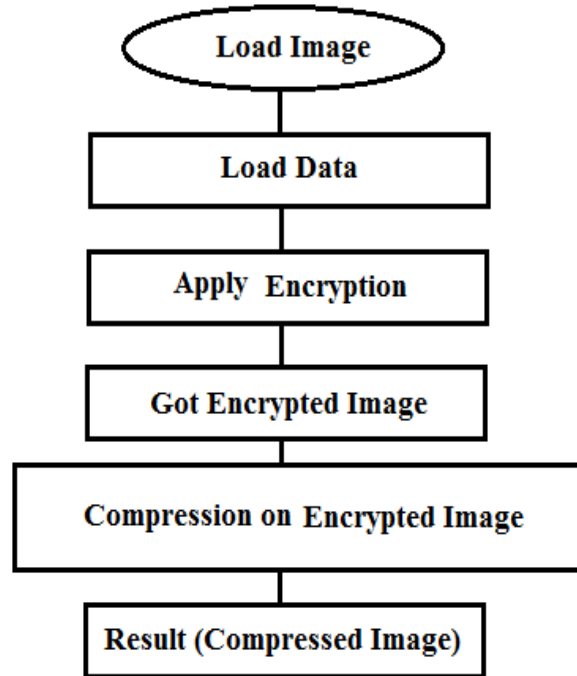 Load Image
Load Data
Apply Encryption
Got Encrypted Image
Compression on Encrypted Image
Result (Compressed Image)